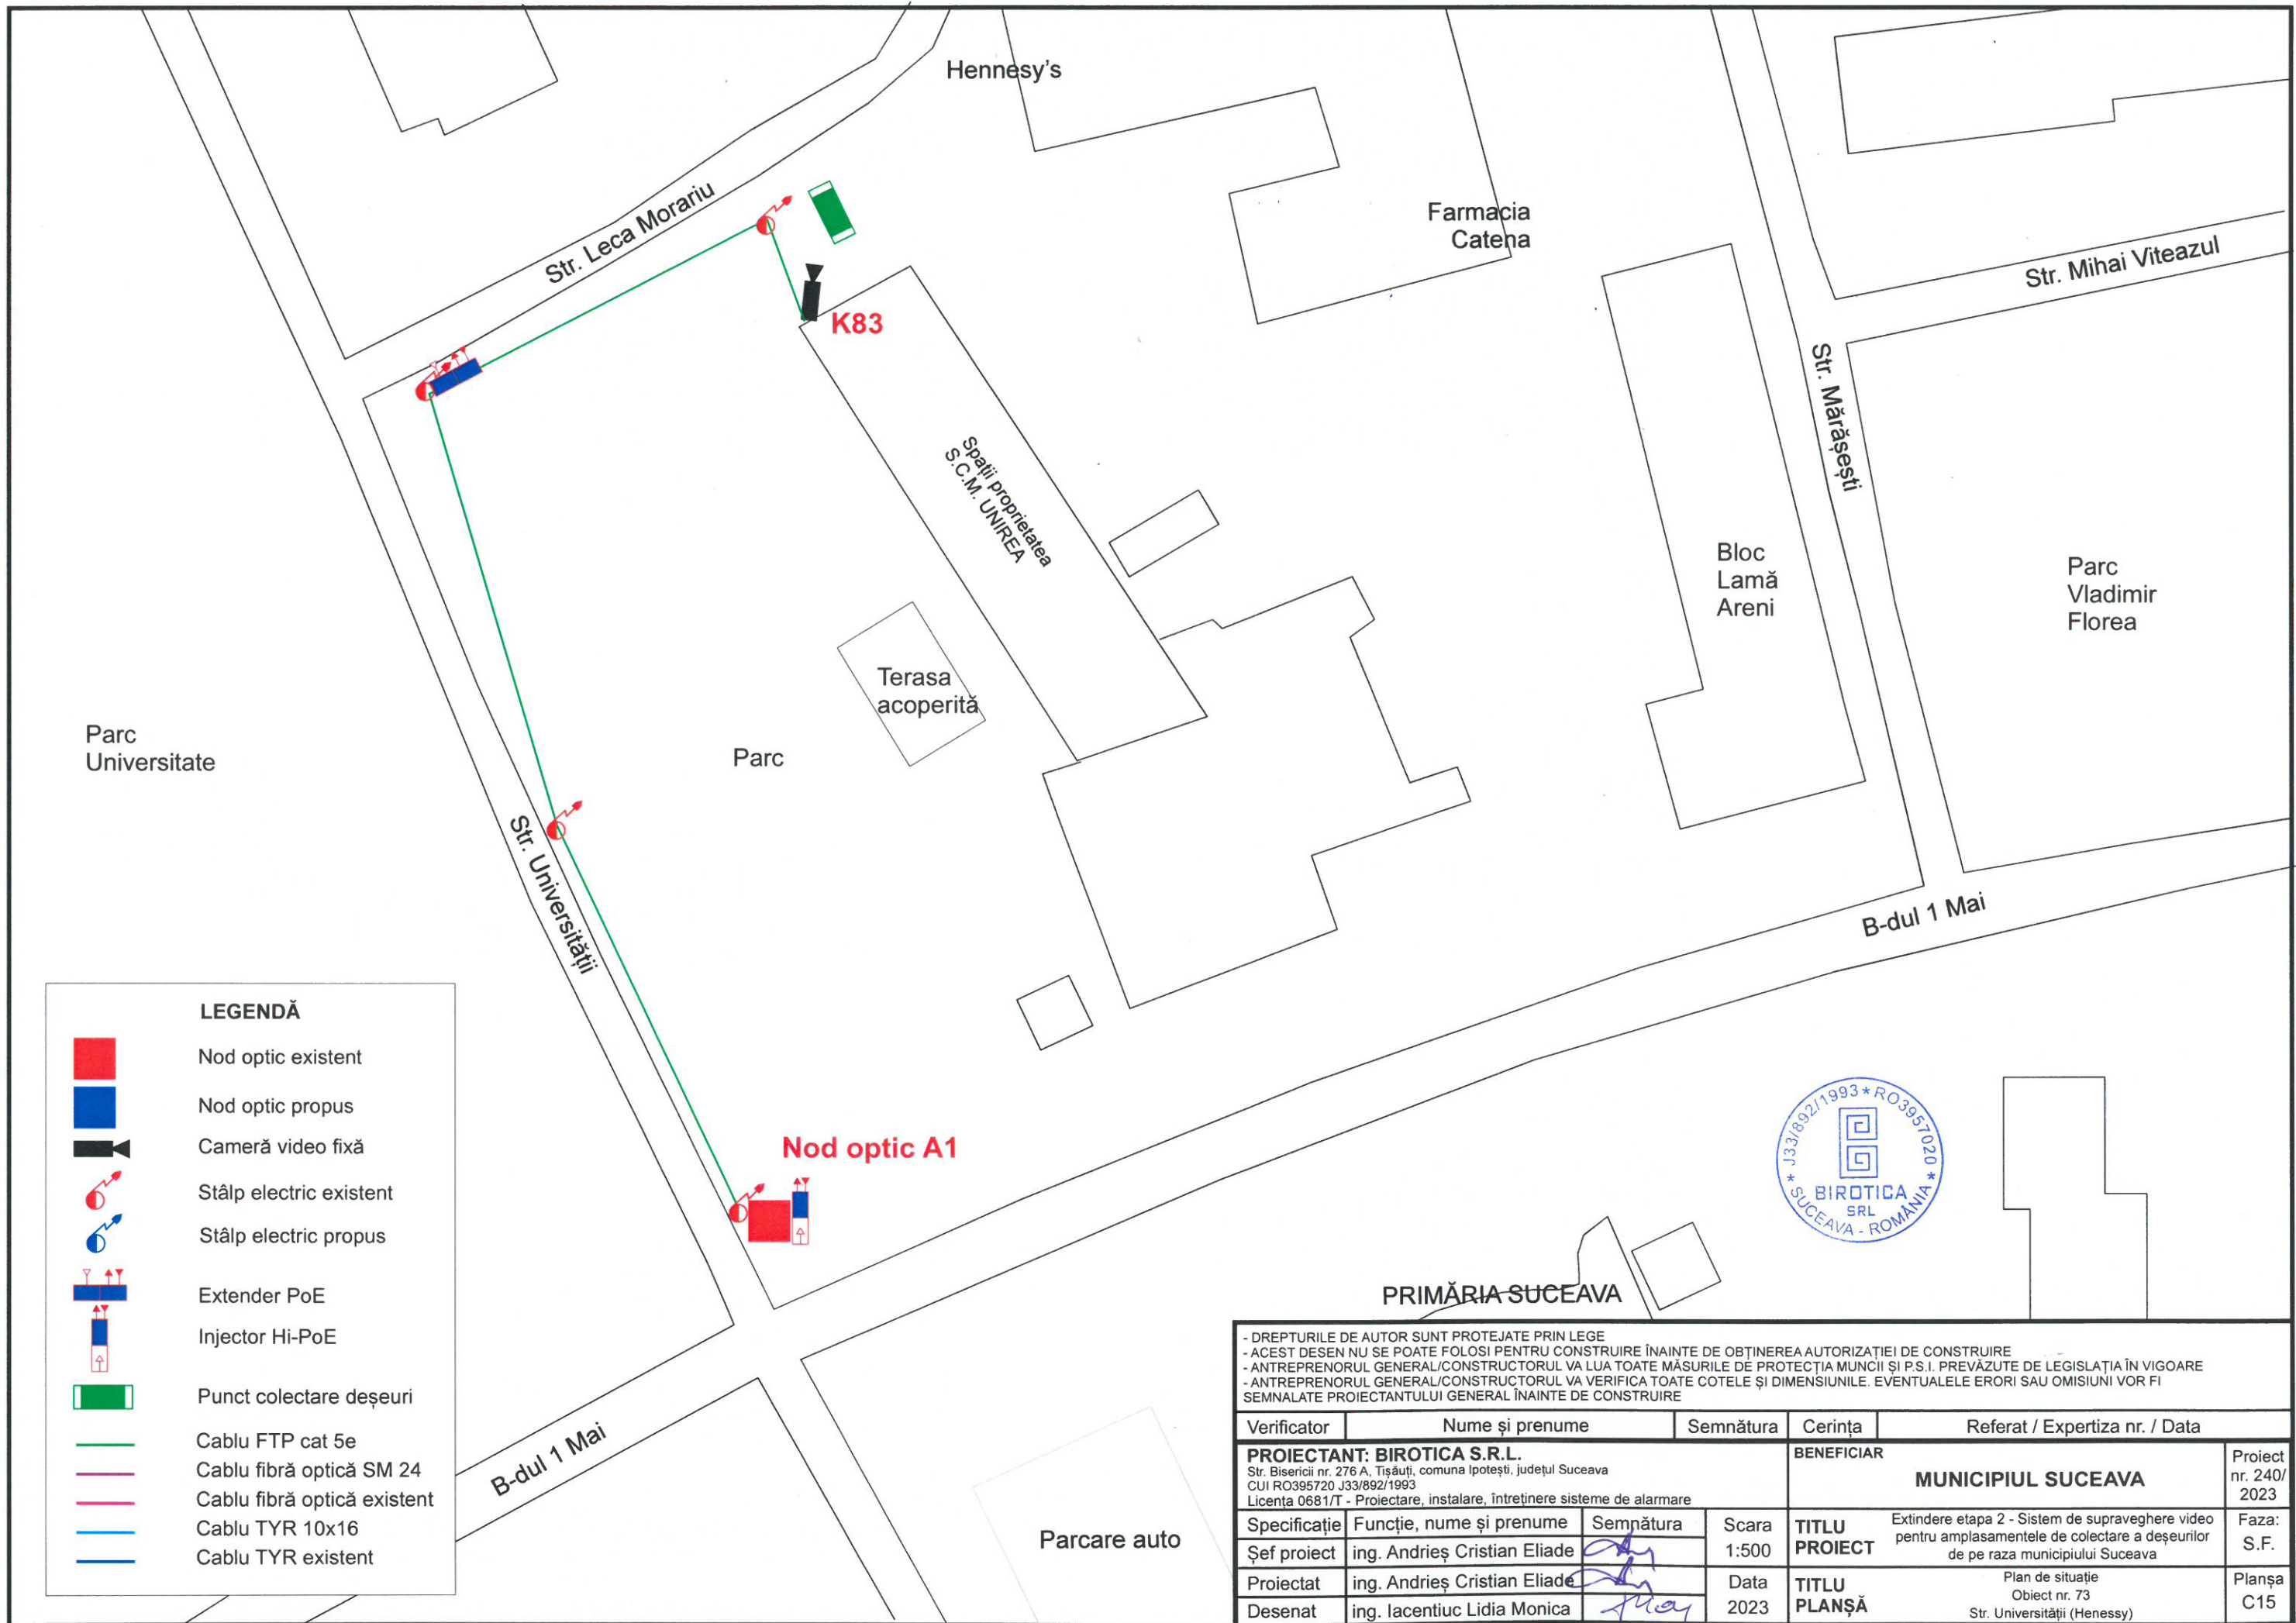 Hennesy's
Str. Leca Morariu
Farmacia
Catena
Str. Mihai Viteazul
K83
Str. Mărășești
Spații proprietatea
S.C.M. UNIREA
Bloc
Lamă
Areni
Parc
Vladimir
Florea
Terasa
acoperită
Parc
Universitate
Parc
Str. Universității
B-dul 1 Mai
Nod optic A1
LEGENDĂ
Nod optic existent
Nod optic propus
Cameră video fixă
Stâlp electric existent
Stâlp electric propus
Extender PoE
Injector Hi-PoE
Punct colectare deșeuri
Cablu FTP cat 5e
Cablu fibră optică SM 24
Cablu fibră optică existent
Cablu TYR 10x16
Cablu TYR existent
B-dul 1 Mai
Parcare auto
* J33/892/1993 * RO3957020 *
BIROTICA
SRL
SUCEAVA - ROMÂNIA
PRIMĂRIA SUCEAVA
- DREPTURILE DE AUTOR SUNT PROTEJATE PRIN LEGE
- ACEST DESEN NU SE POATE FOLOSI PENTRU CONSTRUIRE ÎNAINTE DE OBȚINEREA AUTORIZAȚIEI DE CONSTRUIRE
- ANTREPRENORUL GENERAL/CONSTRUCTORUL VA LUA TOATE MĂSURILE DE PROTECȚIA MUNCII ȘI P.S.I. PREVĂZUTE DE LEGISLAȚIA ÎN VIGOARE
- ANTREPRENORUL GENERAL/CONSTRUCTORUL VA VERIFICA TOATE COTELE ȘI DIMENSIUNILE. EVENTUALELE ERORI SAU OMISIUNI VOR FI
SEMNALATE PROIECTANTULUI GENERAL ÎNAINTE DE CONSTRUIRE
Verificator Nume și prenume Semnătura Cerința Referat / Expertiza nr. / Data
PROIECTANT: BIROTICA S.R.L.
Str. Bisericii nr. 276 A, Tișăuți, comuna Ipotești, județul Suceava
CUI RO395720 J33/892/1993
Licența 0681/T - Proiectare, instalare, întreținere sisteme de alarmare
BENEFICIAR
MUNICIPIUL SUCEAVA
Proiect
nr. 240/
2023
Specificație Funcție, nume și prenume Semnătura
Șef proiect ing. Andrieș Cristian Eliade
Proiectat ing. Andrieș Cristian Eliade
Desenat ing. Iacentiuc Lidia Monica
Scara
1:500
Data
2023
TITLU
PROIECT
Extindere etapa 2 - Sistem de supraveghere video
pentru amplasamentele de colectare a deșeurilor
de pe raza municipiului Suceava
Faza:
S.F.
TITLU
PLANȘĂ
Plan de situație
Obiect nr. 73
Str. Universității (Henessy)
Planșa
C15